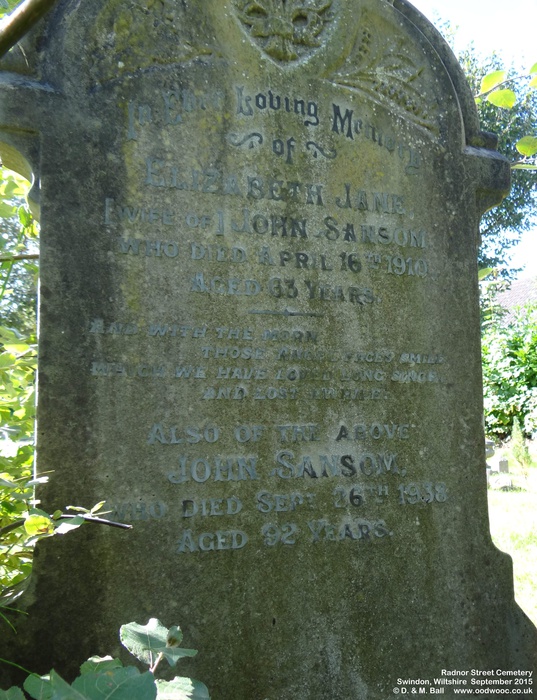 In Ever Loving Memory
of
ELIZABETH JANE,
WIFE OF JOHN SANSOM
WHO DIED APRIL 16TH 1910,
AGED 63 YEARS.
AND WITH THE MORN
THOSE ANGEL FACES SMILE
WHICH WE HAVE LOVED LONG SINCE,
AND LOST AWHILE.
ALSO OF THE ABOVE
JOHN SANSOM,
WHO DIED SEPT 26TH 1938
AGED 92 YEARS.
Radnor Street Cemetery
Swindon, Wiltshire September 2015
© D. & M. Ball www.oodwooc.co.uk